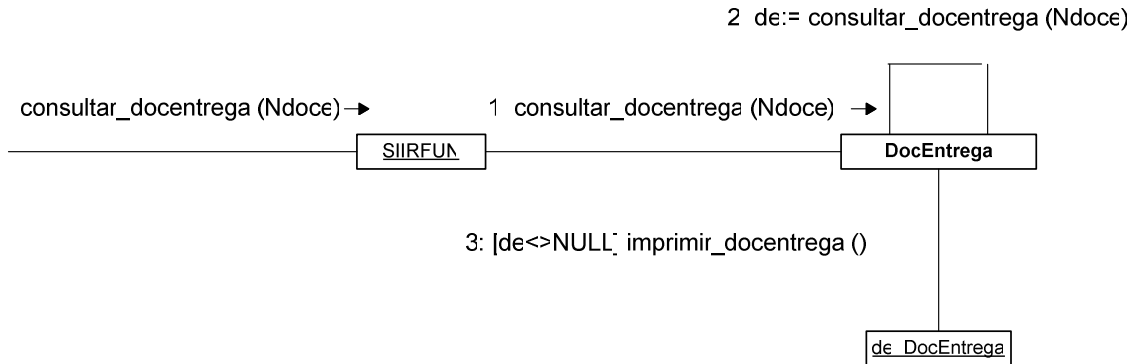 2 de:= consultar_docentrega (Ndoce)
consultar_docentrega (Ndoce)
1 consultar_docentrega (Ndoce)
SIIRFUN
DocEntrega
3: [de<>NULL] imprimir_docentrega ()
de DocEntrega